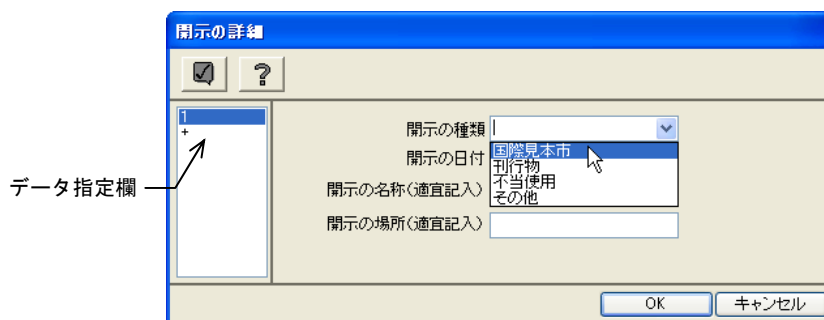 開示の詳細
?
1
+
データ指定欄
開示の種類
国際見本市
刊行物
不当使用
その他
開示の日付
開示の名称(適宜記入)
開示の場所(適宜記入)
OK
キャンセル